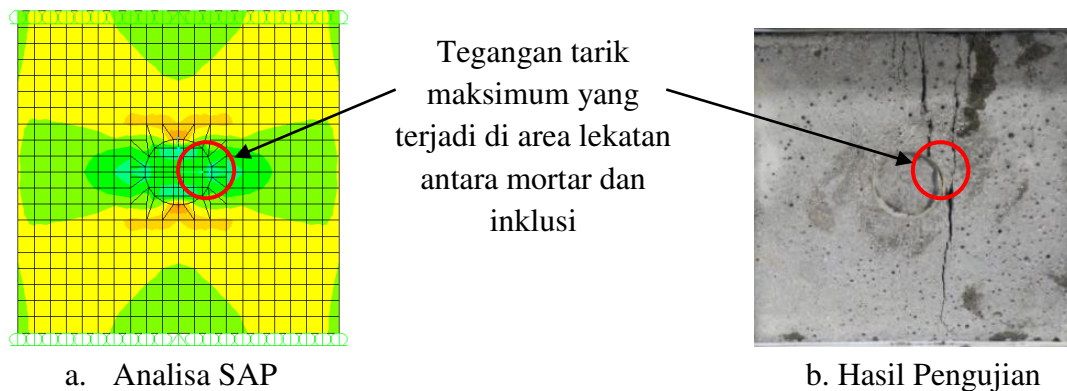 Tegangan tarik
maksimum yang
terjadi di area lekatan
antara mortar dan
inklusi
a. Analisa SAP
b. Hasil Pengujian